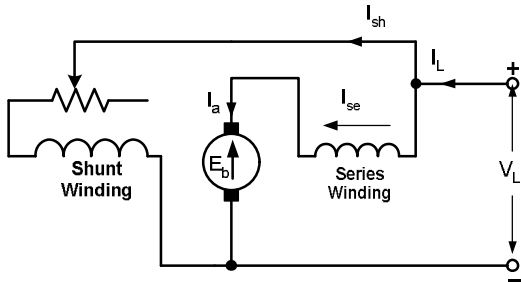 I_sh
I_L
+
I_a
I_se
Shunt
Winding
E_b
Series
Winding
V_L
−